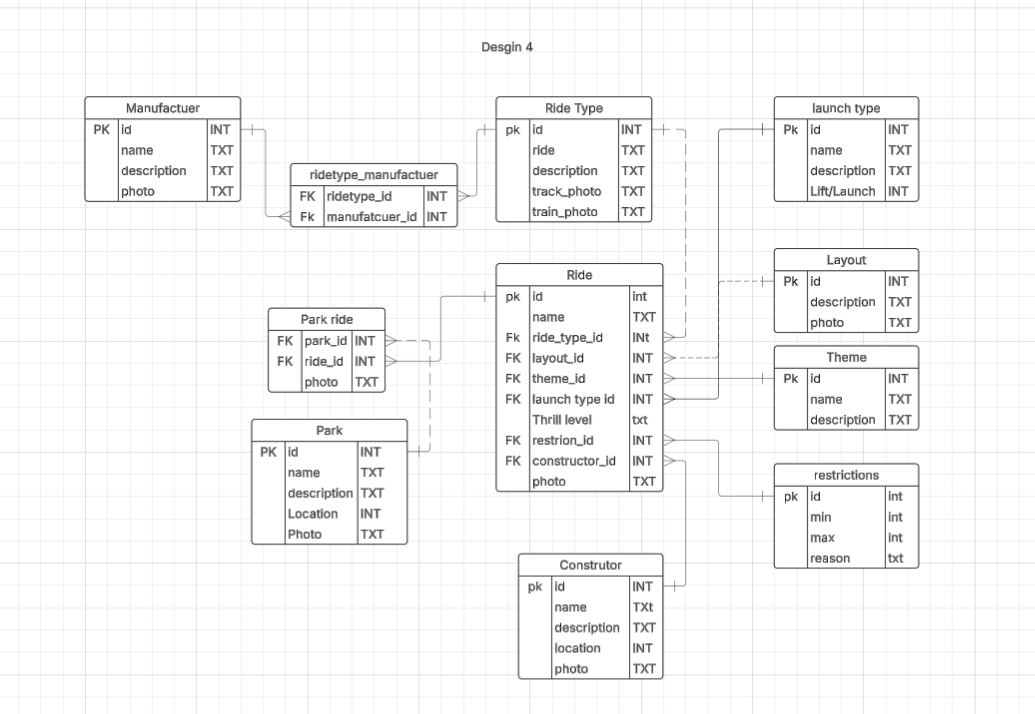 Desgin 4
Manufactuer
PK id INT
name TXT
description TXT
photo TXT
ridetype_manufactuer
FK ridetype_id INT
Fk manufatcuer_id INT
Ride Type
pk id INT
ride TXT
description TXT
track_photo TXT
train_photo TXT
launch type
Pk id INT
name TXT
description TXT
Lift/Launch INT
Layout
Pk id INT
description TXT
photo TXT
Ride
pk id int
name TXT
Fk ride_type_id INt
FK layout_id INT
FK theme_id INT
FK launch type id INT
Thrill level txt
FK restrion_id INT
FK constructor_id INT
photo TXT
Park ride
FK park_id INT
FK ride_id INT
photo TXT
Theme
Pk id INT
name TXT
description TXT
Park
PK id INT
name TXT
description TXT
Location INT
Photo TXT
restrictions
pk id int
min int
max int
reason txt
Construtor
pk id INT
name TXt
description TXT
location INT
photo TXT